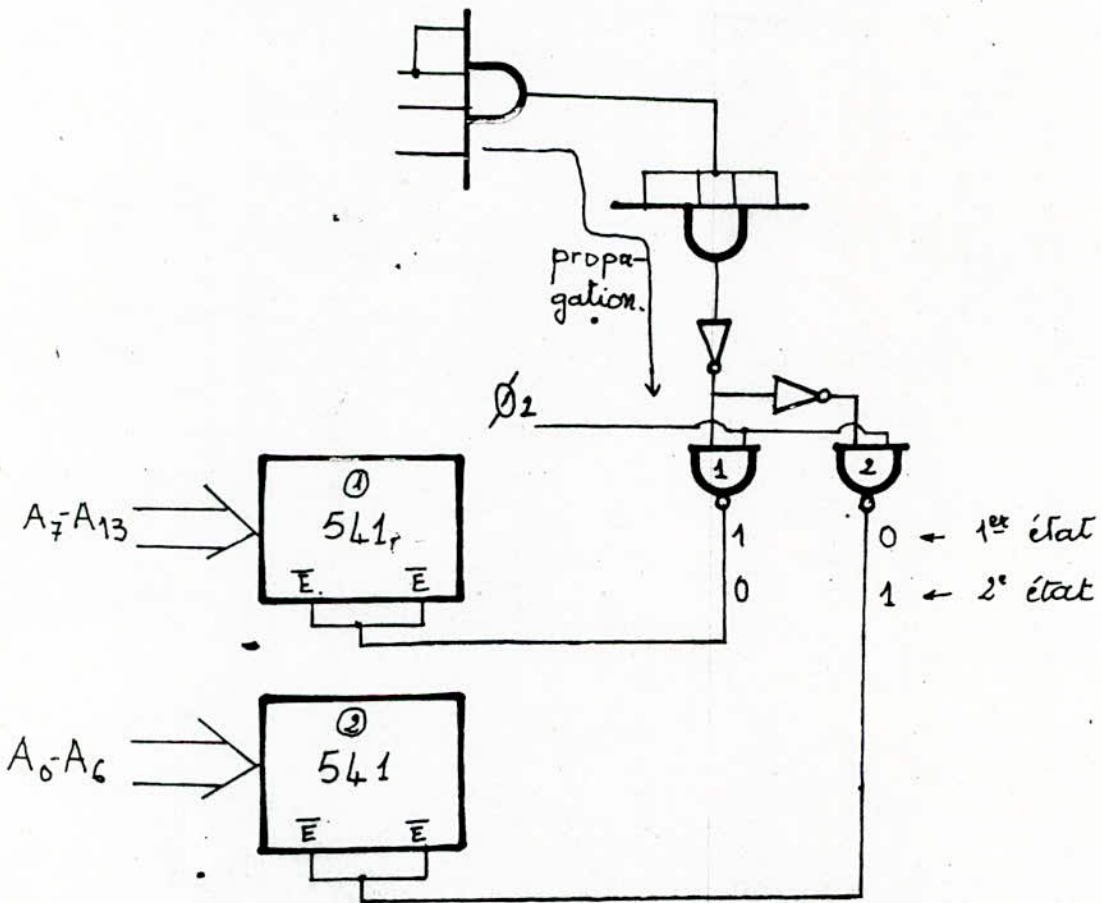 propa-
gation.
Ø2
1
2
A7-A13
①
541
E̅
E̅
1
0 ← 1er état
0
1 ← 2e état
A0-A6
②
541
E̅
E̅